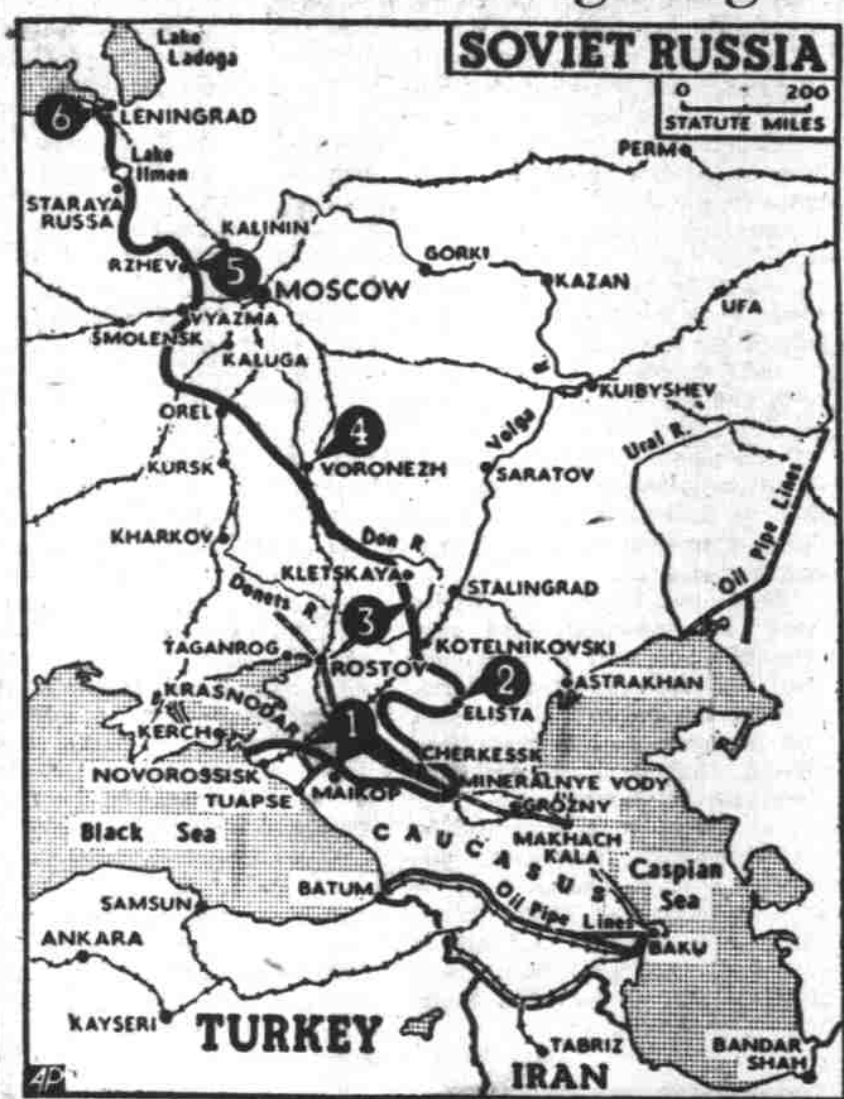 SOVIET RUSSIA
0 - 200
STATUTE MILES
Lake
Ladoga
6
LENINGRAD
Lake
Ilmen
STARAYA
RUSSA
PERM
KALININ
RZHEV
5
MOSCOW
GORKI
KAZAN
UFA
VYAZMA
SMOLENSK
KALUGA
KUIBYSHEV
OREL
4
Volga
R.
Ural R.
KURSK
VORONEZH
SARATOV
Oil Pipe Lines
KHARKOV
Don R.
KLETSKAYA
STALINGRAD
Donets R.
3
TAGANROG
ROSTOV
KOTELNIKOVSKI
2
ASTRAKHAN
KRASNODAR
ELISTA
KERCH
1
CHERKESSK
NOVOROSSISK
MINERALNYE VODY
TUAPSE
MAIKOP
GROZNY
Black Sea
CAUCASUS
MAKHACH
KALA
Caspian
Sea
BATUM
Oil Pipe Lines
SAMSUN
BAKU
ANKARA
KAYSERI
TURKEY
TABRIZ
IRAN
BANDAR
SHAH
AP